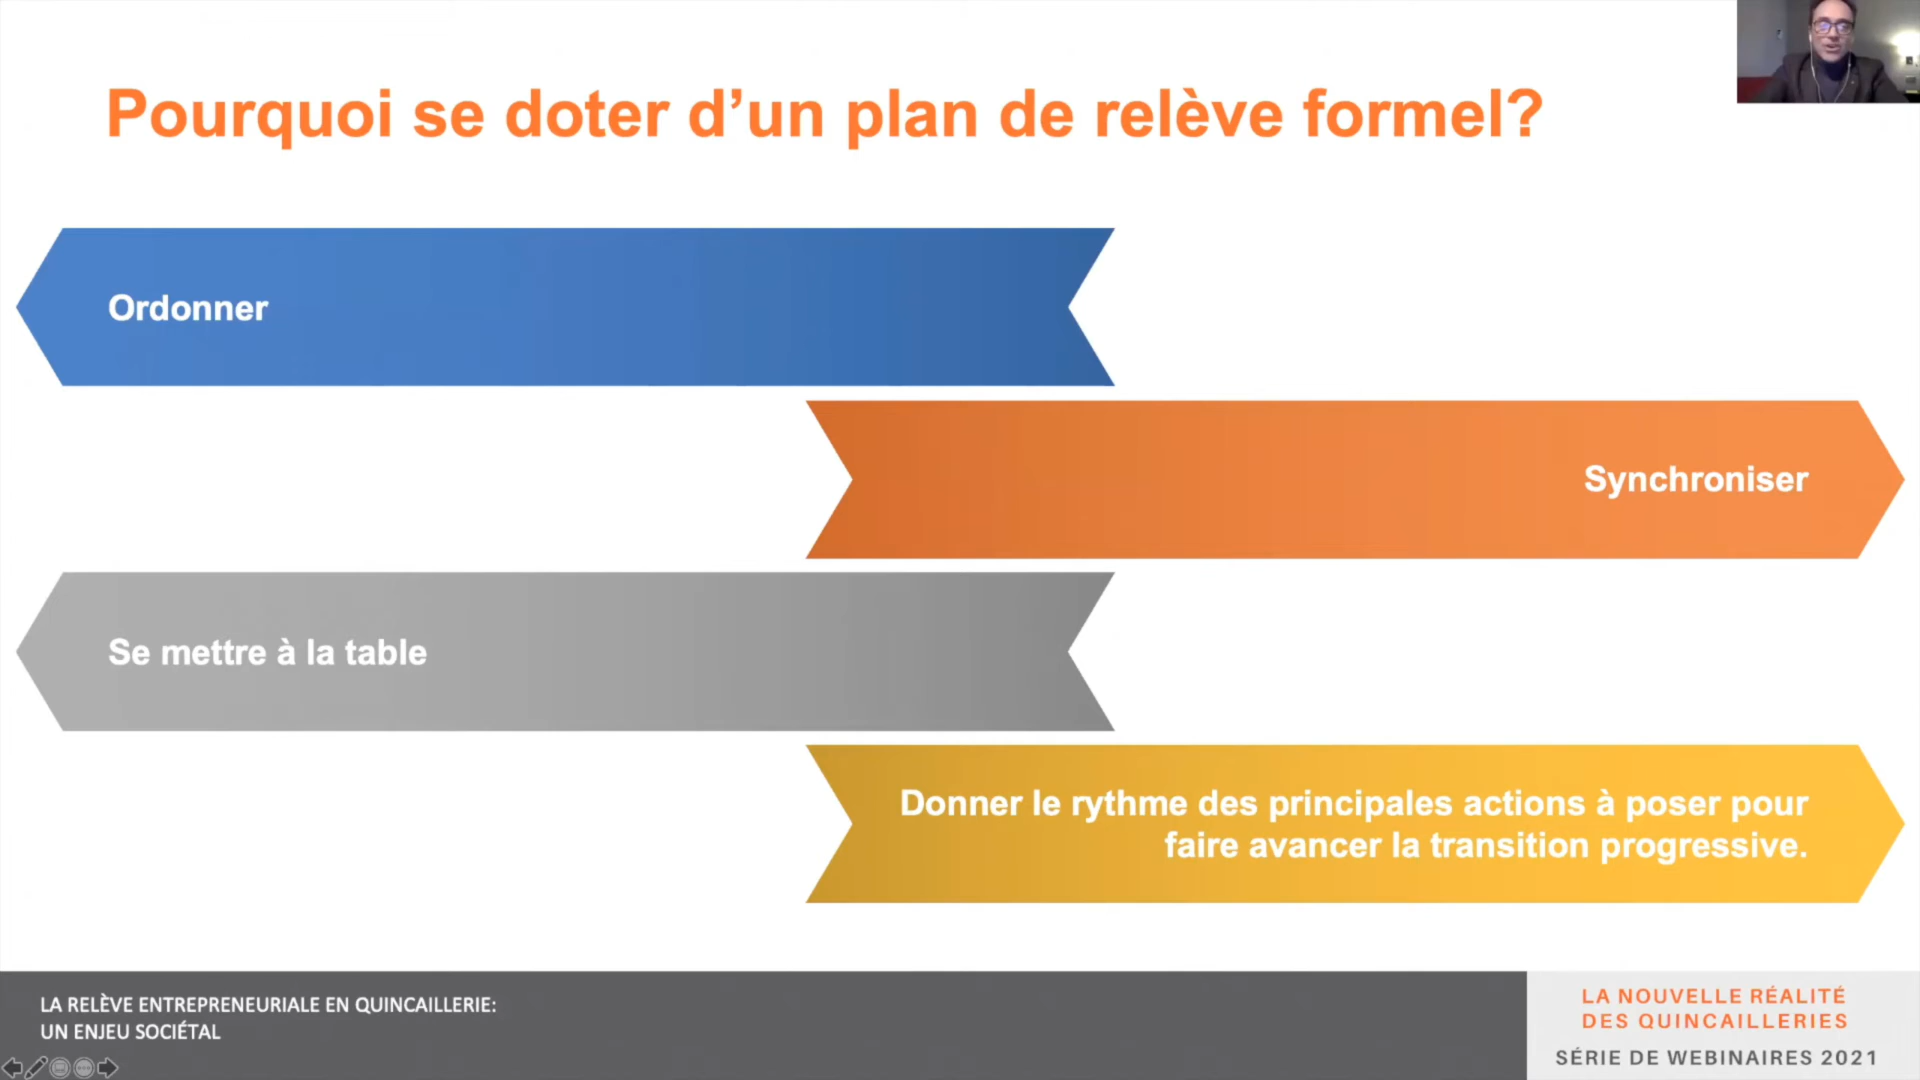 Pourquoi se doter d’un plan de relève formel?
Ordonner
Synchroniser
Se mettre à la table
Donner le rythme des principales actions à poser pour
faire avancer la transition progressive.
LA RELÈVE ENTREPRENEURIALE EN QUINCAILLERIE:
UN ENJEU SOCIÉTAL
LA NOUVELLE RÉALITÉ
DES QUINCAILLERIES
SÉRIE DE WEBINAIRES 2021